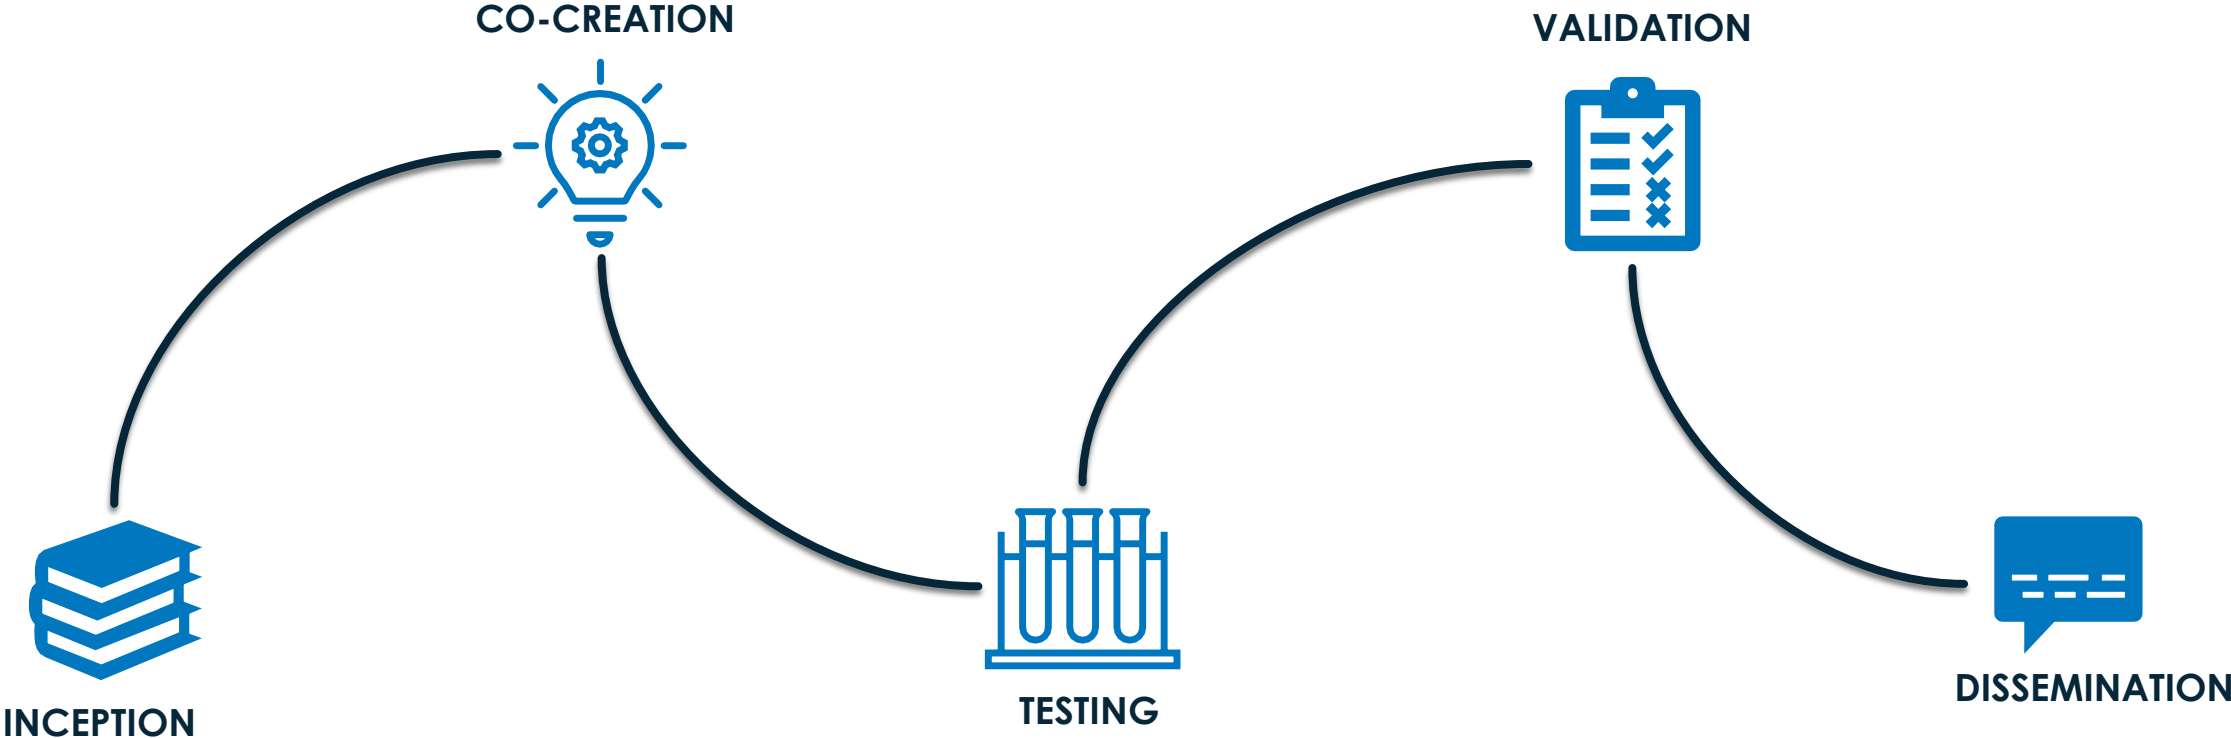 CO-CREATION
VALIDATION
INCEPTION
TESTING
DISSEMINATION